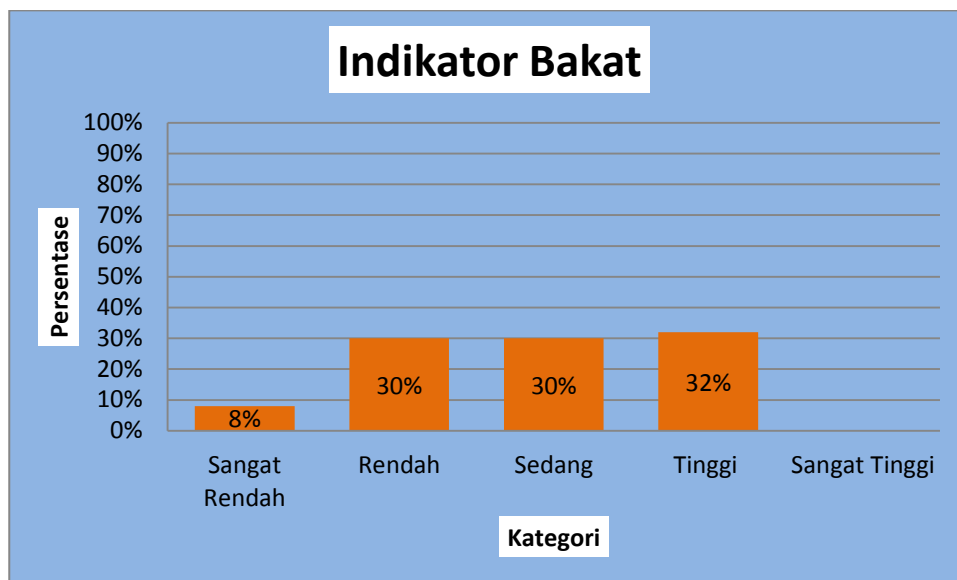 Indikator Bakat
100%
90%
80%
70%
60%
50%
40%
30%
20%
10%
0%
Persentase
8%
30%
30%
32%
Sangat
Rendah
Rendah
Sedang
Tinggi
Sangat Tinggi
Kategori